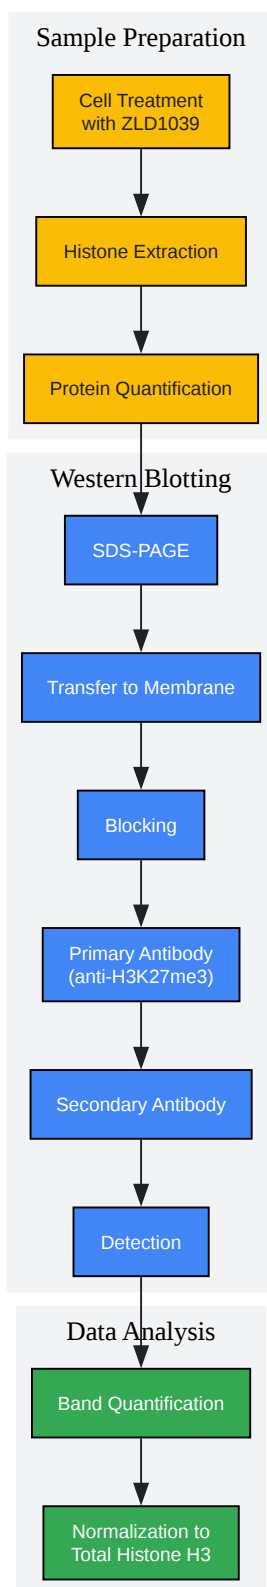 Sample Preparation
Cell Treatment
with ZLD1039
Histone Extraction
Protein Quantification
Western Blotting
SDS-PAGE
Transfer to Membrane
Blocking
Primary Antibody
(anti-H3K27me3)
Secondary Antibody
Detection
Data Analysis
Band Quantification
Normalization to
Total Histone H3